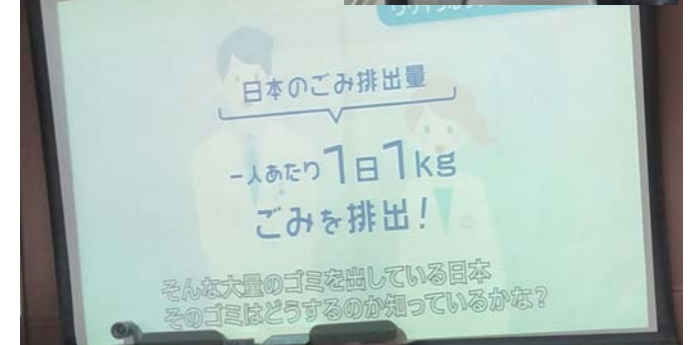 日本のごみ排出量
一人あたり1日1kg
ごみを排出!
そんな大量のゴミを出している日本
そのゴミはどうするのか知っているかな?